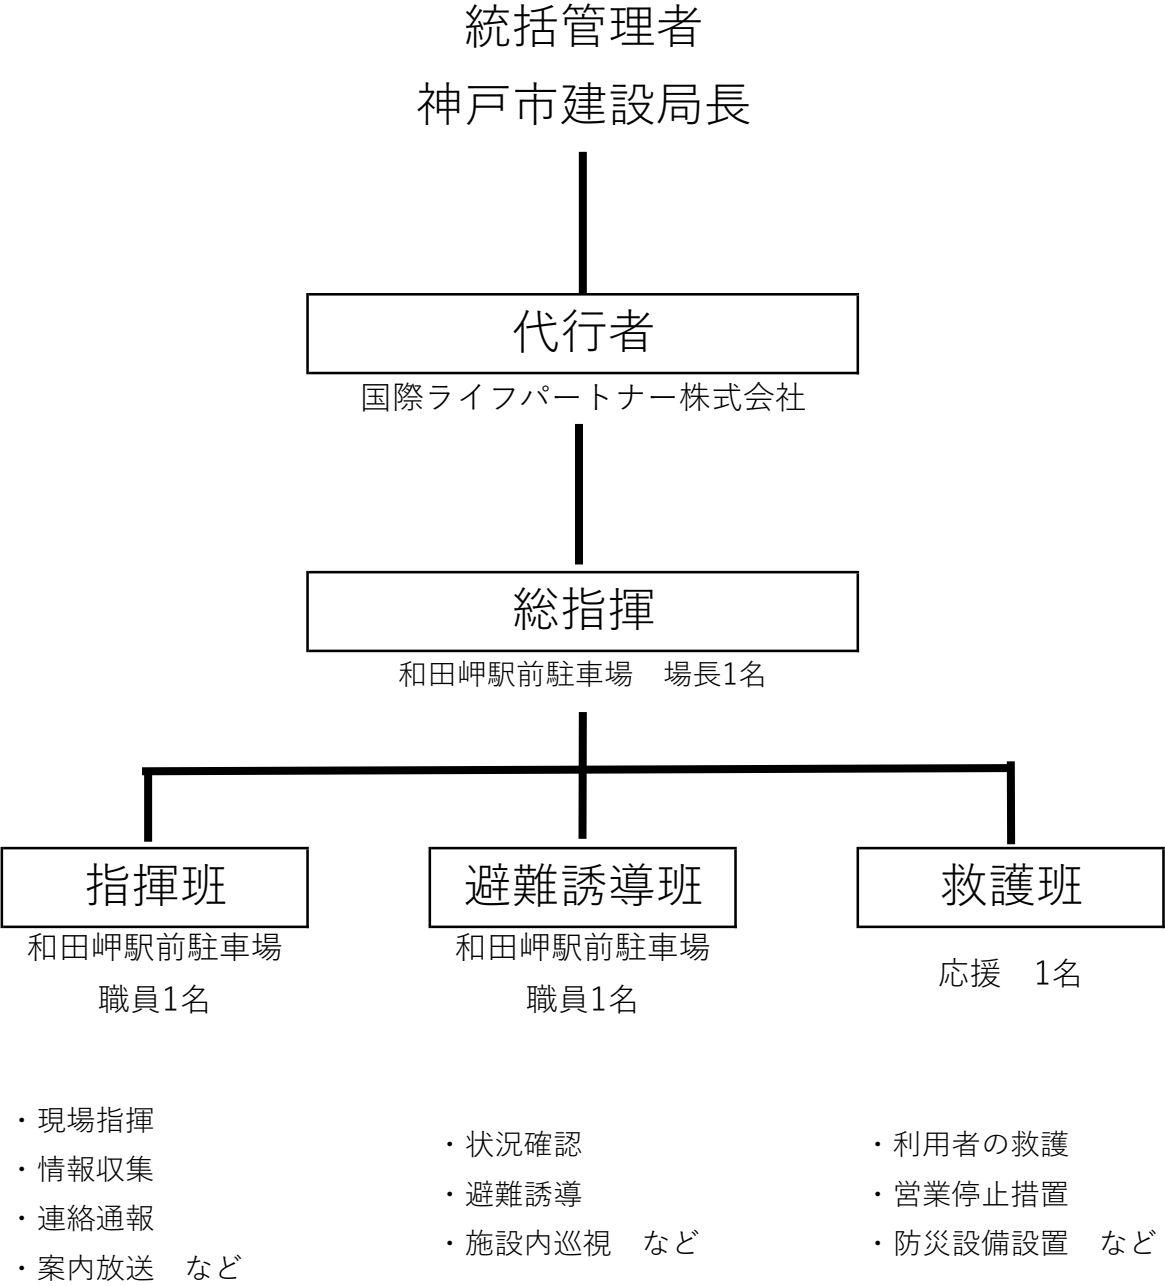 統括管理者
神戸市建設局長
代行者
国際ライフパートナー株式会社
総指揮
和田岬駅前駐車場　場長1名
指揮班
和田岬駅前駐車場
職員1名
・現場指揮
・情報収集
・連絡通報
・案内放送　など
避難誘導班
和田岬駅前駐車場
職員1名
・状況確認
・避難誘導
・施設内巡視　など
救護班
応援　1名
・利用者の救護
・営業停止措置
・防災設備設置　など